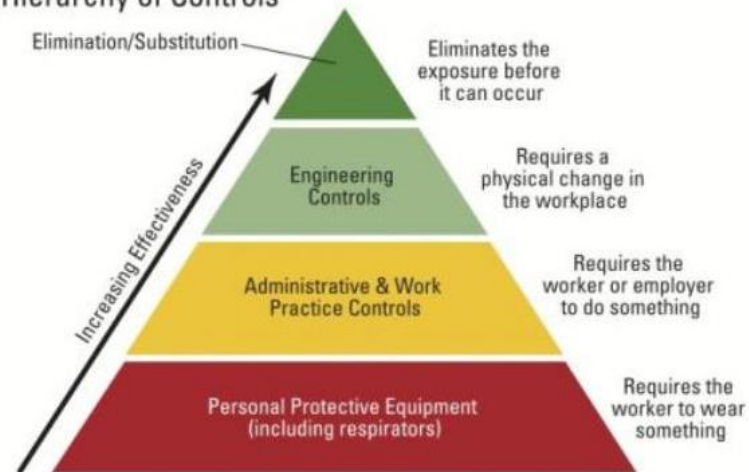 Hierarchy of Controls
Elimination/Substitution
Eliminates the
exposure before
it can occur
Increasing Effectiveness
Engineering
Controls
Requires a
physical change in
the workplace
Administrative & Work
Practice Controls
Requires the
worker or employer
to do something
Personal Protective Equipment
(including respirators)
Requires the
worker to wear
something